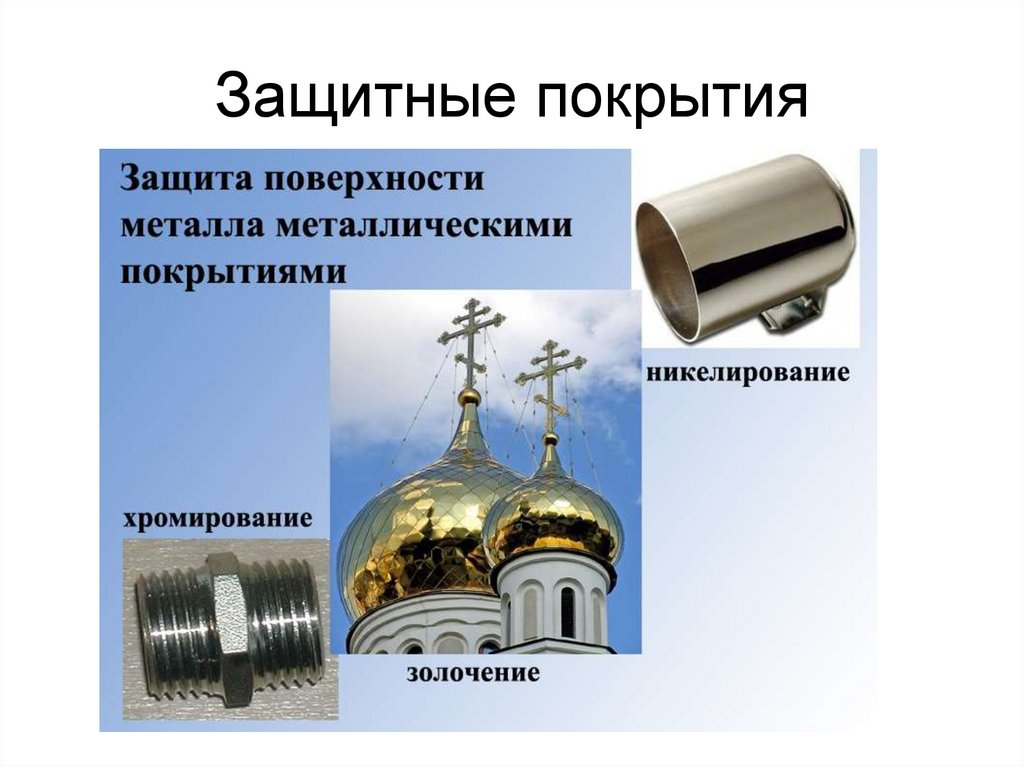 Защитные покрытия
Защита поверхности
металла металлическими
покрытиями
никелирование
хромирование
золочение